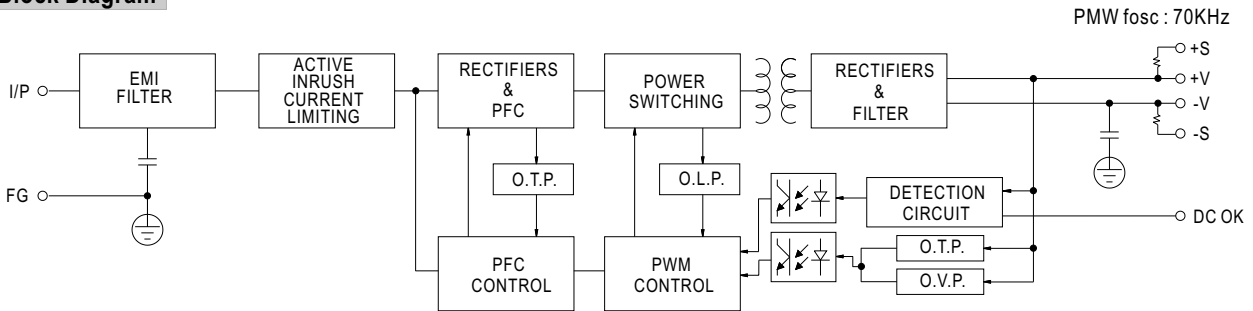 Block Diagram
PMW fosc : 70KHz
I/P
EMI
FILTER
ACTIVE
INRUSH
CURRENT
LIMITING
RECTIFIERS
&
PFC
POWER
SWITCHING
RECTIFIERS
&
FILTER
+S
+V
-V
-S
FG
O.T.P.
O.L.P.
DETECTION
CIRCUIT
DC OK
PFC
CONTROL
PWM
CONTROL
O.T.P.
O.V.P.